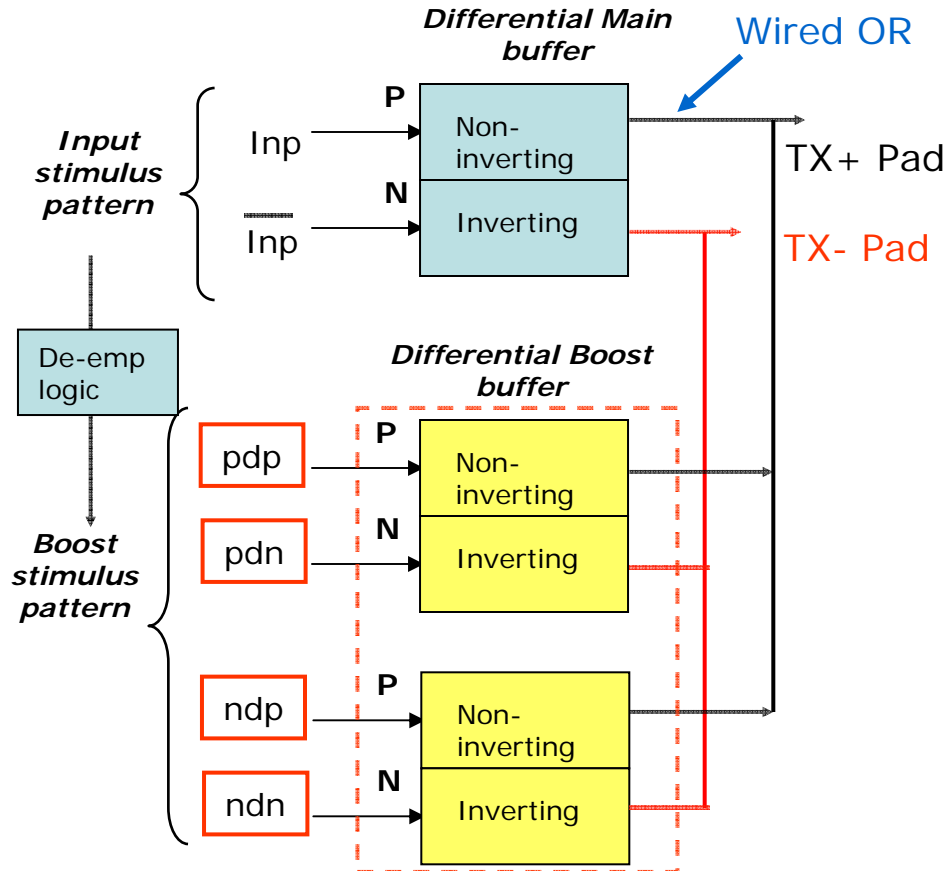 Differential Main
buffer
Wired OR
Input
stimulus
pattern
P
Inp
Non-
inverting
TX+ Pad
N
Inp
Inverting
TX- Pad
De-emp
logic
Differential Boost
buffer
Boost
stimulus
pattern
pdp
P
Non-
inverting
pdn
N
Inverting
ndp
P
Non-
inverting
ndn
N
Inverting